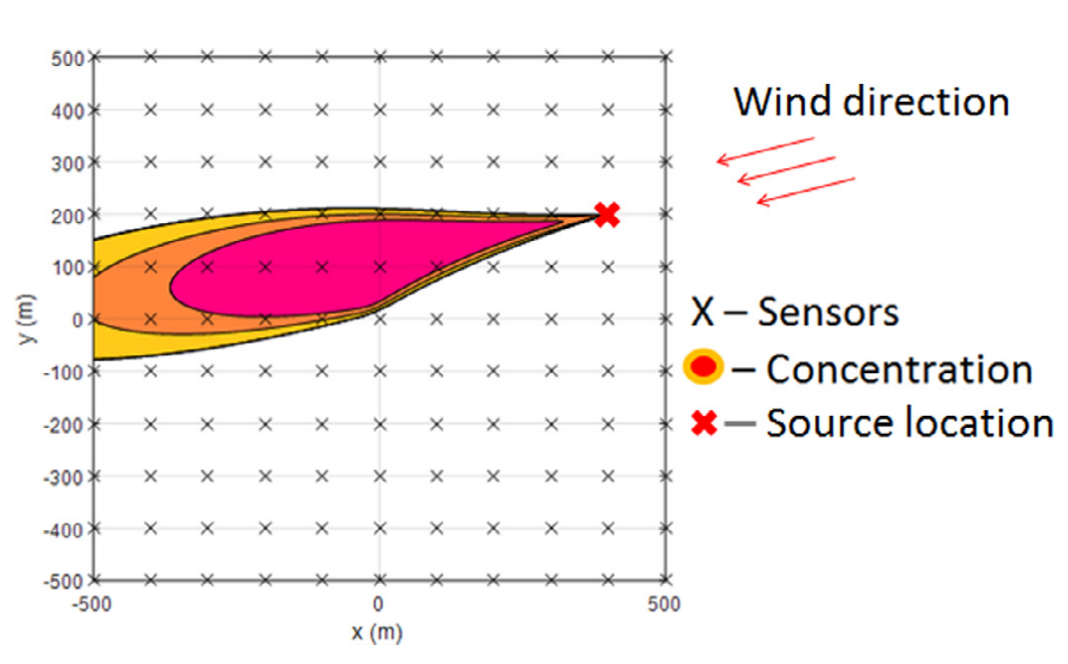 500
400
300
200
100
0
-100
-200
-300
-400
-500
-500 0 500
x (m)
y (m)
Wind direction
X – Sensors
– Concentration
– Source location